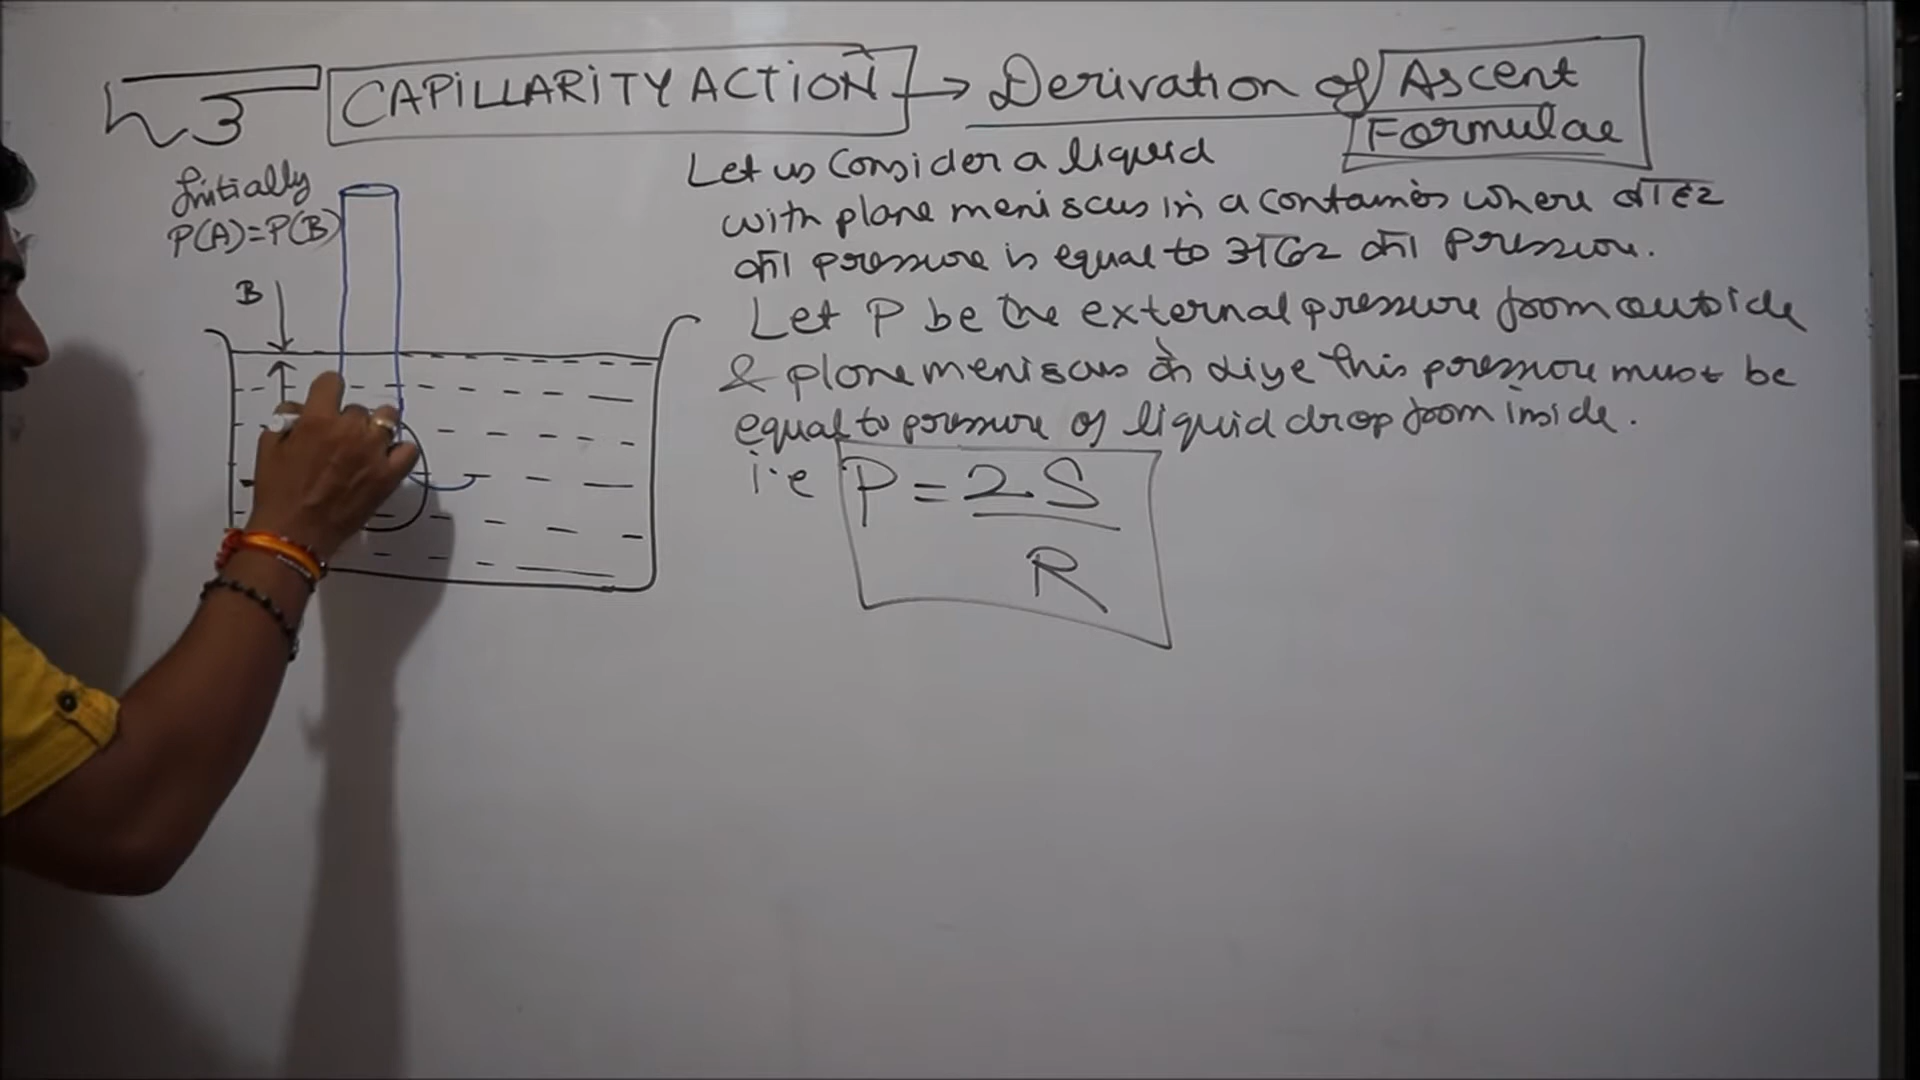 3 CAPILLARITY ACTION → Derivation of Ascent
Formulae
Initially
P(A)=P(B)
B
Let us consider a liquid
with plane meniscus in a container where बाहर
का pressure is equal to अंदर का pressure.
Let P be the external pressure from outside
& plane meniscus के लिये this pressure must be
equal to pressure of liquid drop from inside.
i.e P = 2S
R